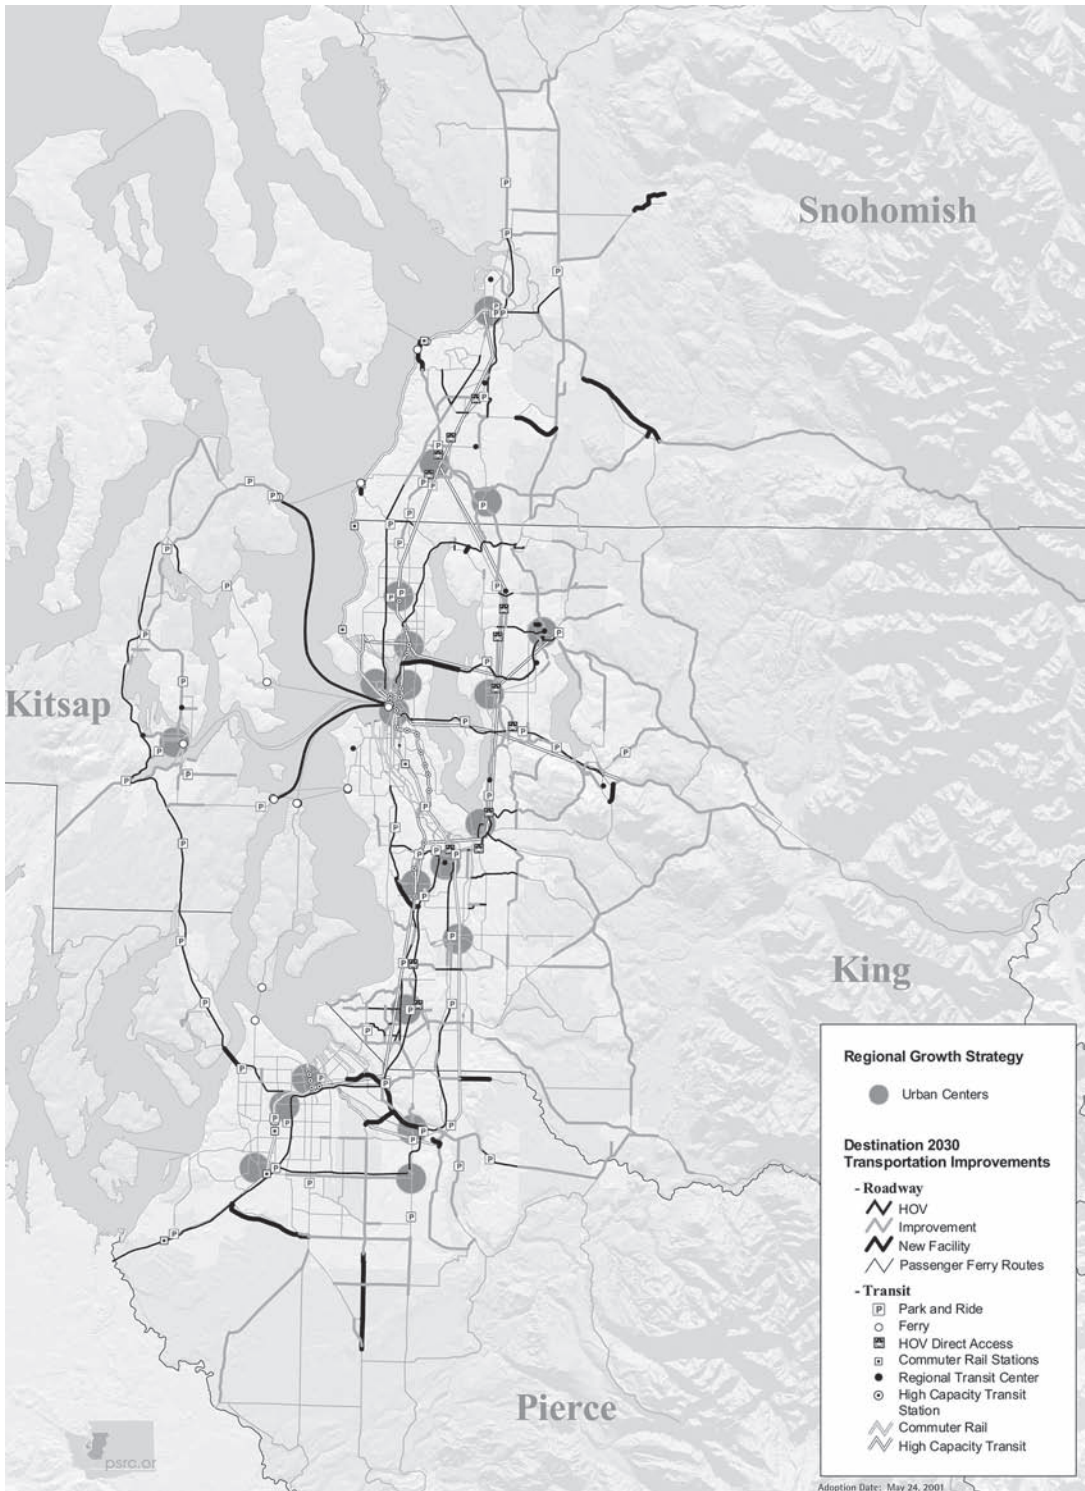 Snohomish
Kitsap
King
Pierce
Regional Growth Strategy
Urban Centers
Destination 2030
Transportation Improvements
- Roadway
HOV
Improvement
New Facility
Passenger Ferry Routes
- Transit
P Park and Ride
Ferry
HOV Direct Access
Commuter Rail Stations
Regional Transit Center
High Capacity Transit
Station
Commuter Rail
High Capacity Transit
psrc.or
Adoption Date: May 24, 2001